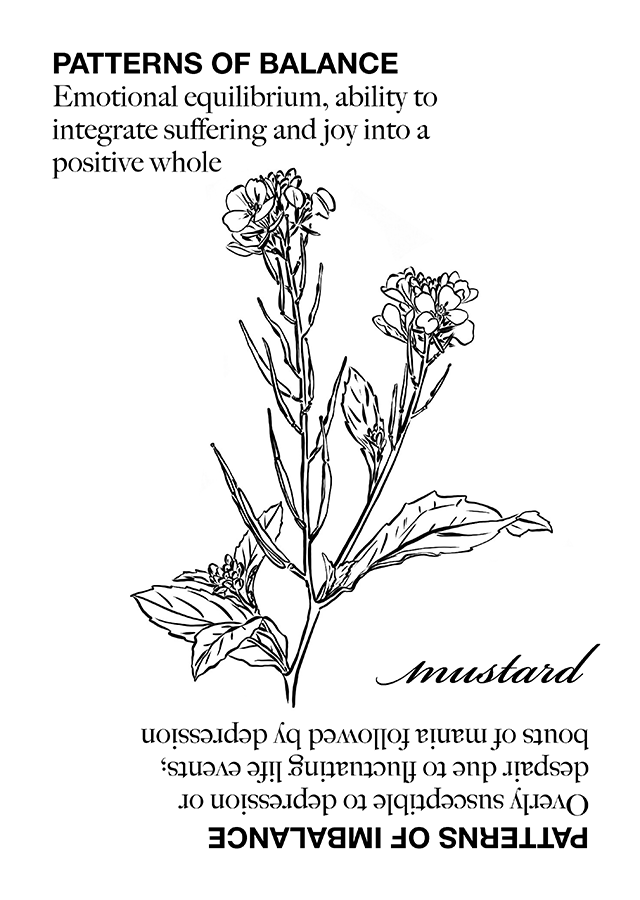 PATTERNS OF BALANCE
Emotional equilibrium, ability to
integrate suffering and joy into a
positive whole
mustard
PATTERNS OF IMBALANCE
Overly susceptible to depression or
despair due to fluctuating life events;
bouts of mania followed by depression